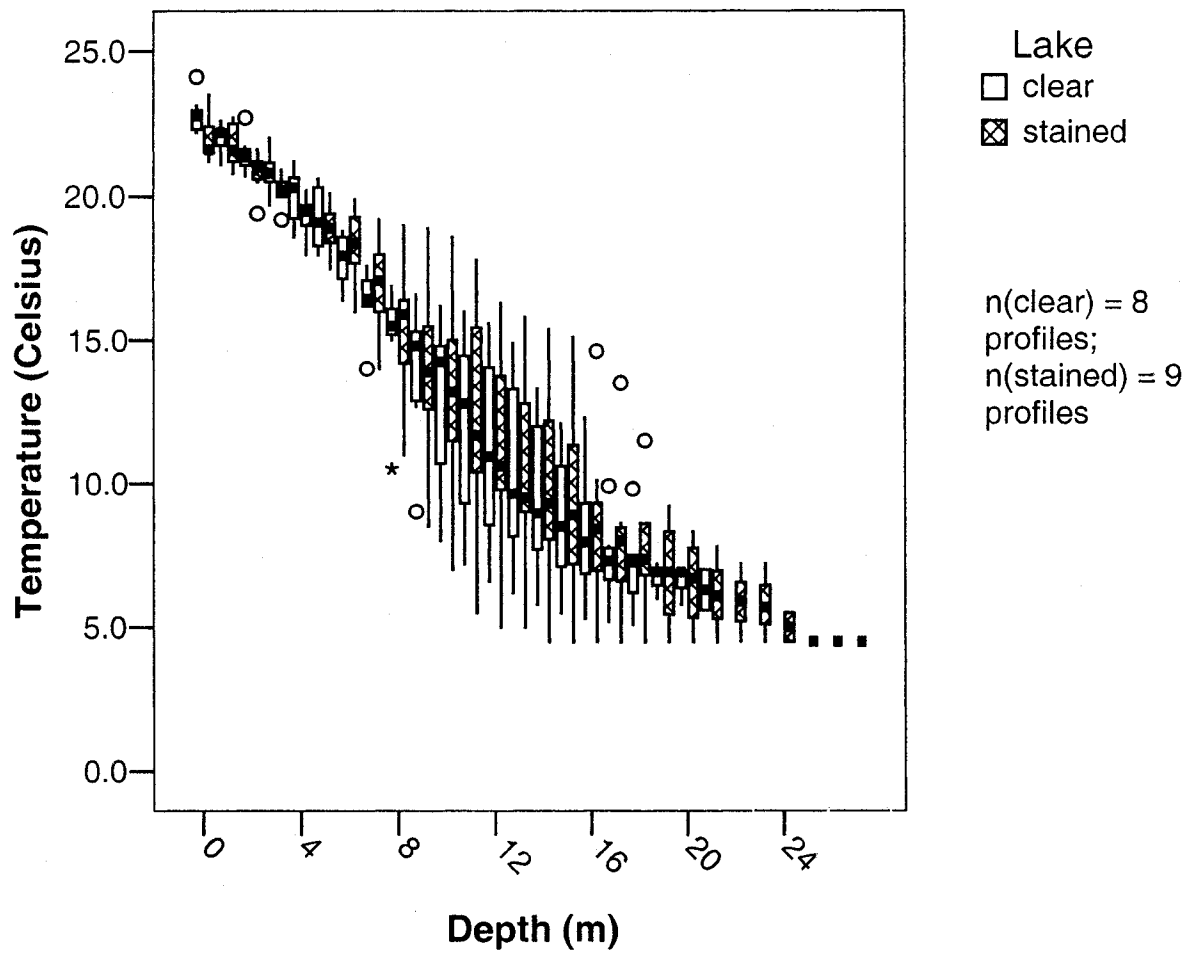 Lake
clear
stained
n(clear) = 8
profiles;
n(stained) = 9
profiles
Temperature (Celsius)
25.0
20.0
15.0
10.0
5.0
0.0
0 4 8 12 16 20 24
Depth (m)